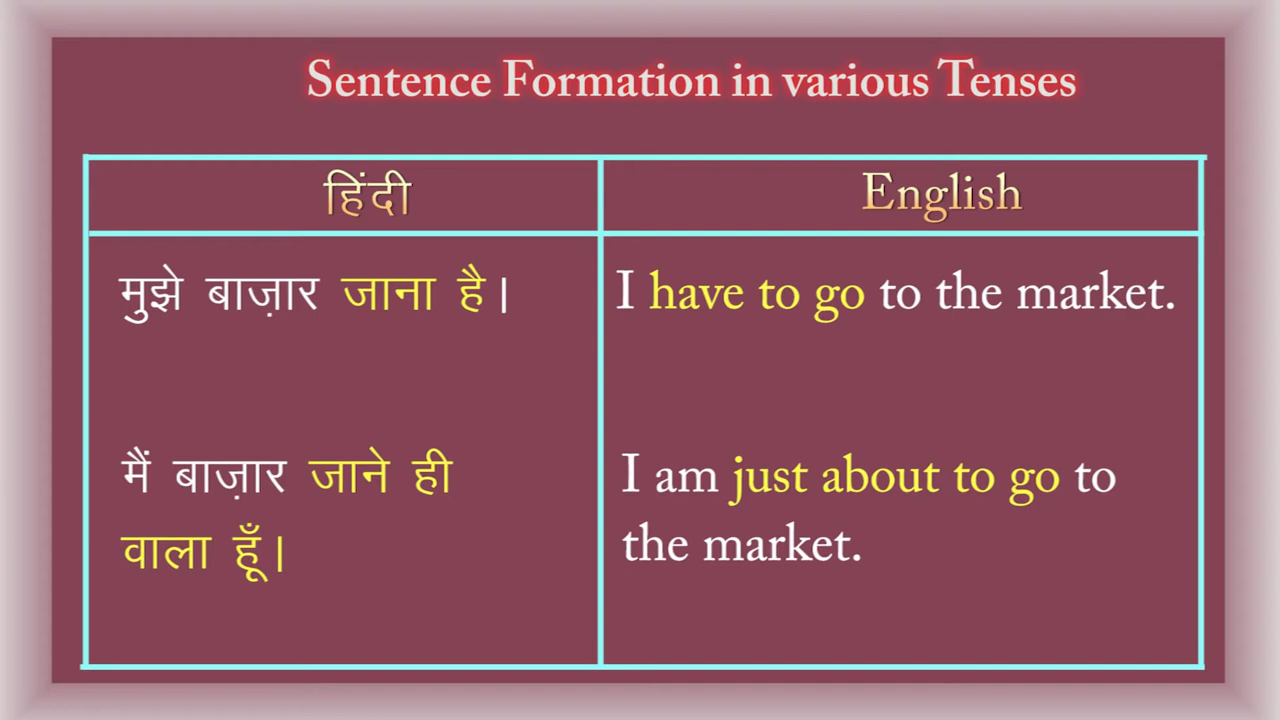 Sentence Formation in various Tenses
हिंदी
English
मुझे बाज़ार जाना है।
I have to go to the market.
मैं बाज़ार जाने ही
वाला हूँ।
I am just about to go to
the market.